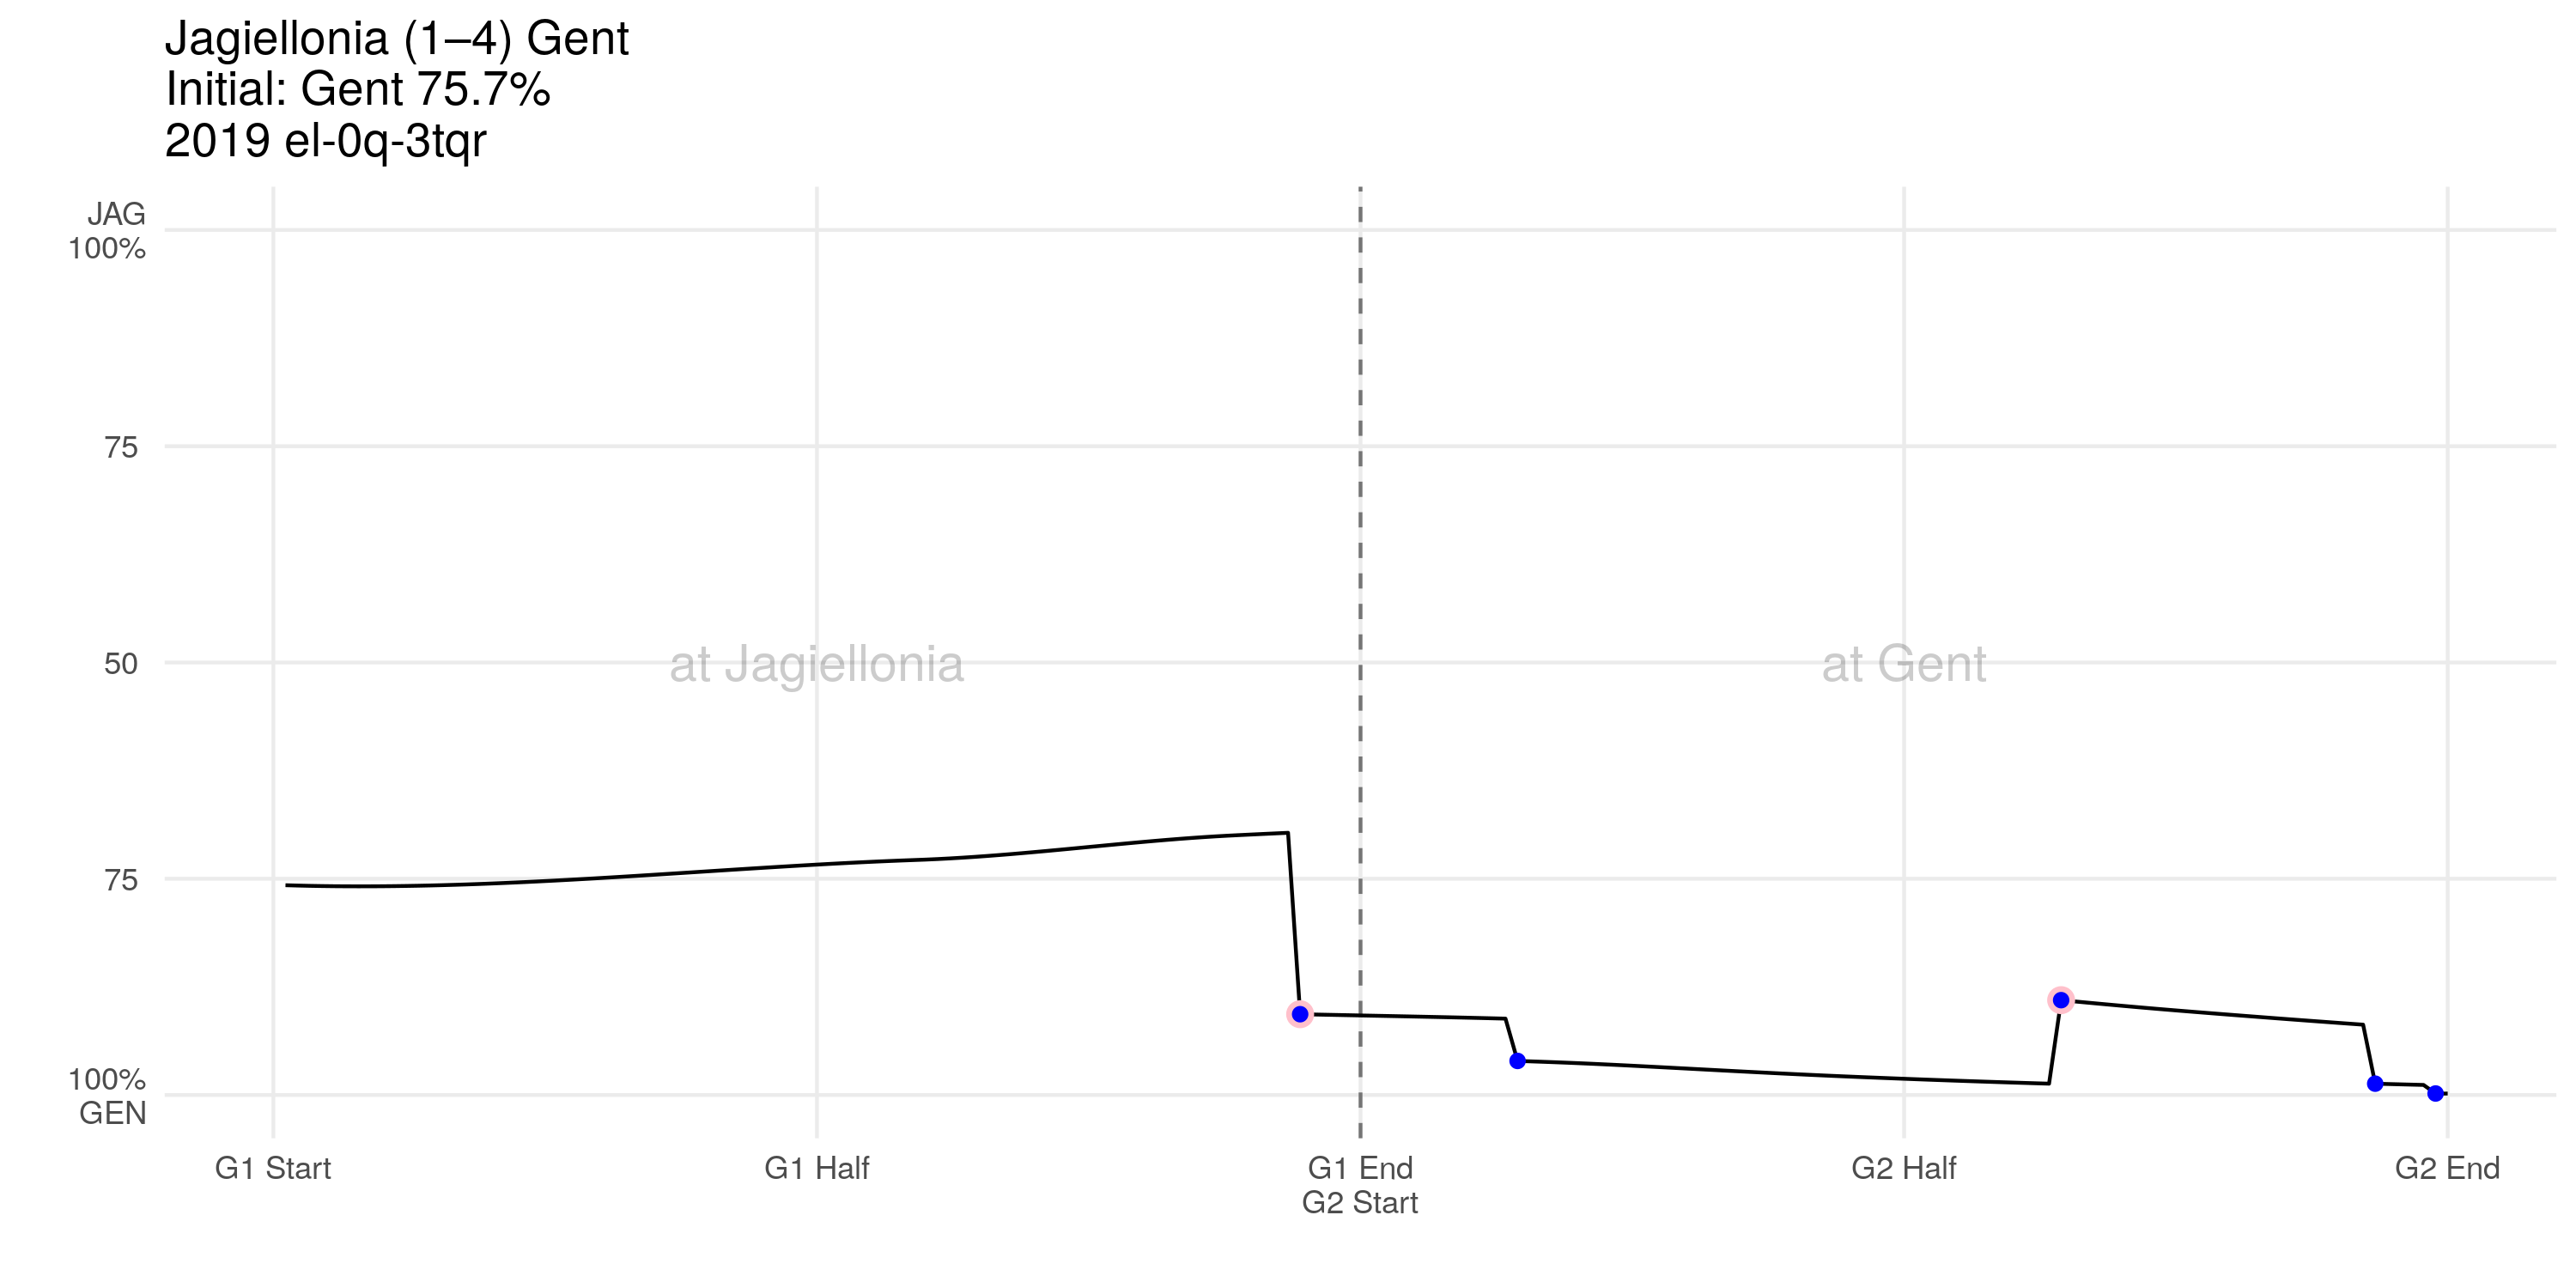 Jagiellonia (1–4) Gent
Initial: Gent 75.7%
2019 el-0q-3tqr
JAG
100%
75
50
75
100%
GEN
at Jagiellonia
at Gent
G1 Start
G1 Half
G1 End
G2 Start
G2 Half
G2 End